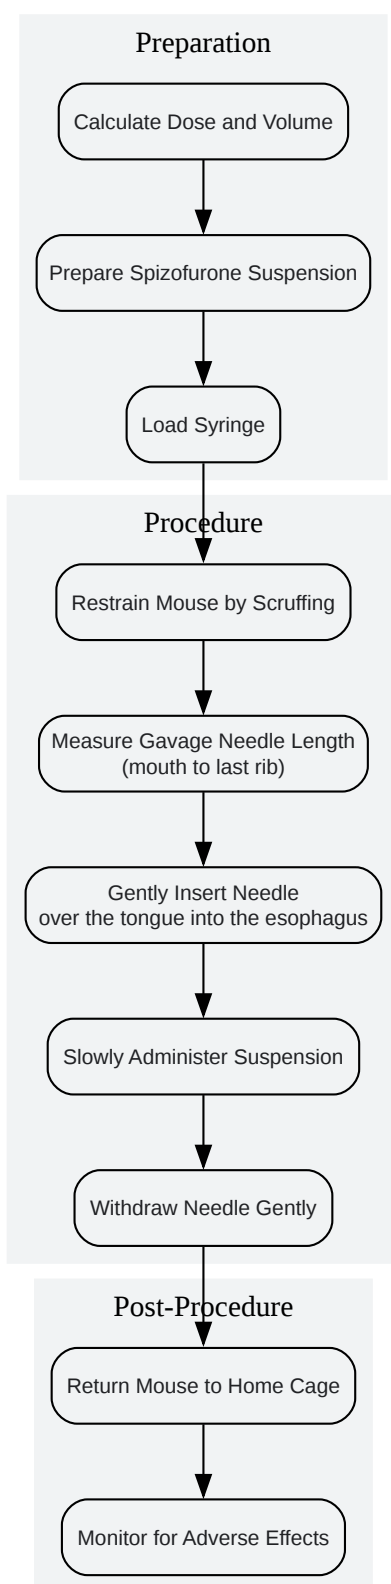 Preparation
Calculate Dose and Volume
Prepare Spizofurone Suspension
Load Syringe
Procedure
Restrain Mouse by Scruffing
Measure Gavage Needle Length
(mouth to last rib)
Gently Insert Needle
over the tongue into the esophagus
Slowly Administer Suspension
Withdraw Needle Gently
Post-Procedure
Return Mouse to Home Cage
Monitor for Adverse Effects